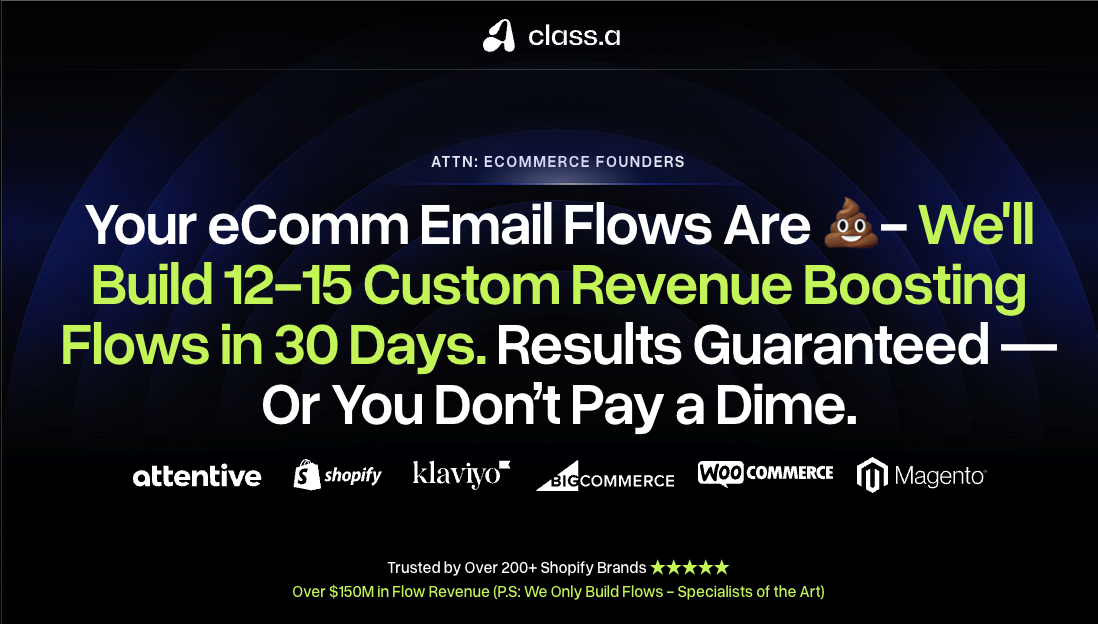 class.a
ATTN: ECOMMERCE FOUNDERS
Your eComm Email Flows Are 💩– We'll
Build 12–15 Custom Revenue Boosting
Flows in 30 Days. Results Guaranteed —
Or You Don’t Pay a Dime.
attentive shopify klaviyo BIGCOMMERCE WOO COMMERCE Magento
Trusted by Over 200+ Shopify Brands ★★★★★
Over $150M in Flow Revenue (P.S: We Only Build Flows – Specialists of the Art)